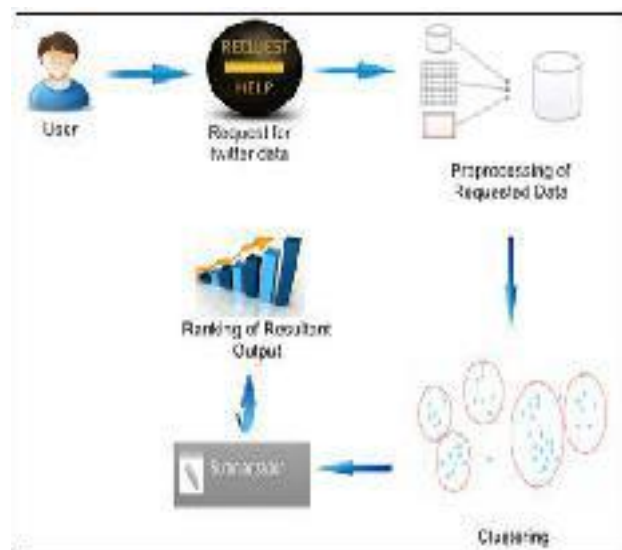 User
REQUEST
HELP
Request for
twitter data
Preprocessing of
Requested Data
Ranking of Resultant
Output
Clustering